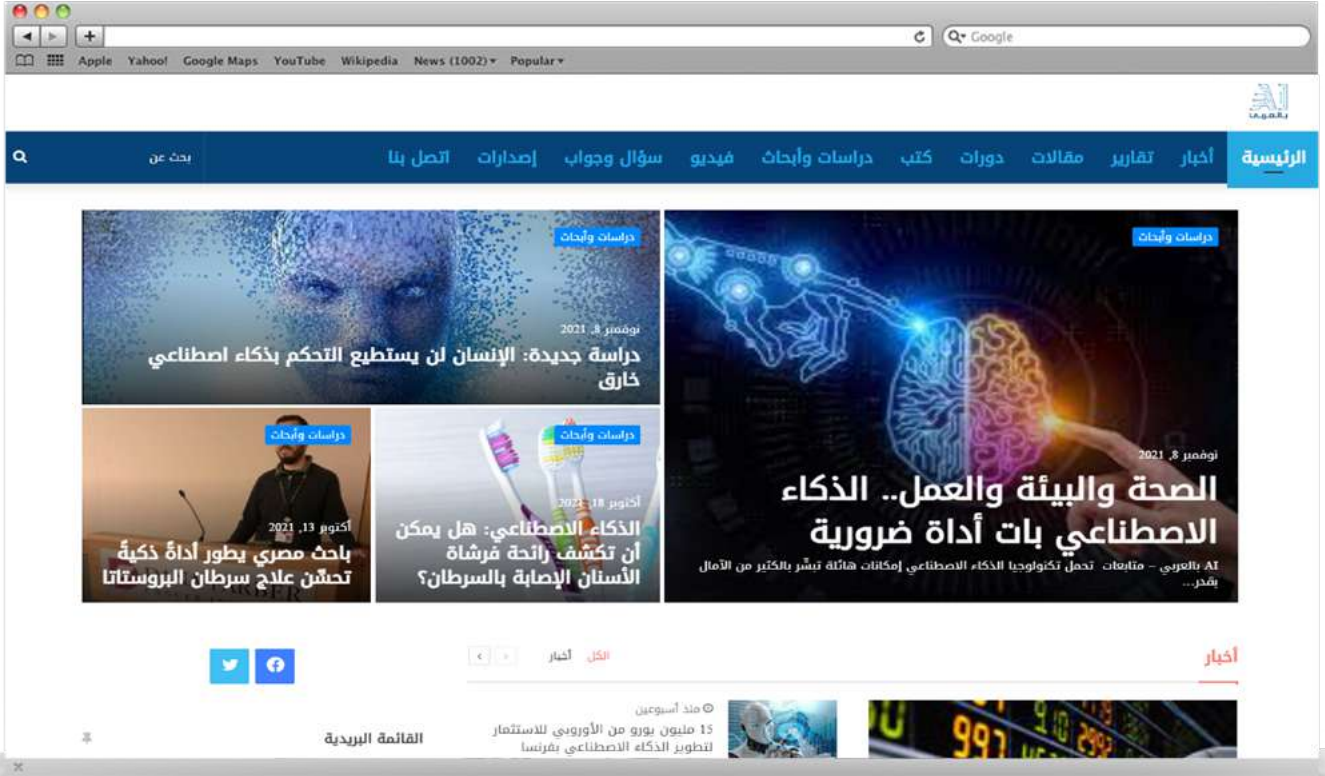 Google
Apple Yahoo! Google Maps YouTube Wikipedia News (1002) Popular
AI
بالعربي
الرئيسية أخبار تقارير مقالات دورات كتب دراسات وأبحاث فيديو سؤال وجواب إصدارات اتصل بنا
بحث عن
دراسات وأبحاث
نوفمبر 8, 2021
الصحة والبيئة والعمل.. الذكاء
الاصطناعي بات أداة ضرورية
AI بالعربي – متابعات تحمل تكنولوجيا الذكاء الاصطناعي إمكانات هائلة تبشّر بالكثير من الآمال
بقدر...
دراسات وأبحاث
نوفمبر 8, 2021
دراسة جديدة: الإنسان لن يستطيع التحكم بذكاء اصطناعي
خارق
دراسات وأبحاث
أكتوبر 18, 2021
الذكاء الاصطناعي: هل يمكن
أن تكشف رائحة فرشاة
الأسنان الإصابة بالسرطان؟
دراسات وأبحاث
أكتوبر 13, 2021
باحث مصري يطور أداةً ذكيةً
تحسّن علاج سرطان البروستاتا
أخبار
الكل أخبار
منذ أسبوعين
15 مليون يورو من الأوروبي للاستثمار
لتطوير الذكاء الاصطناعي بفرنسا
القائمة البريدية
997